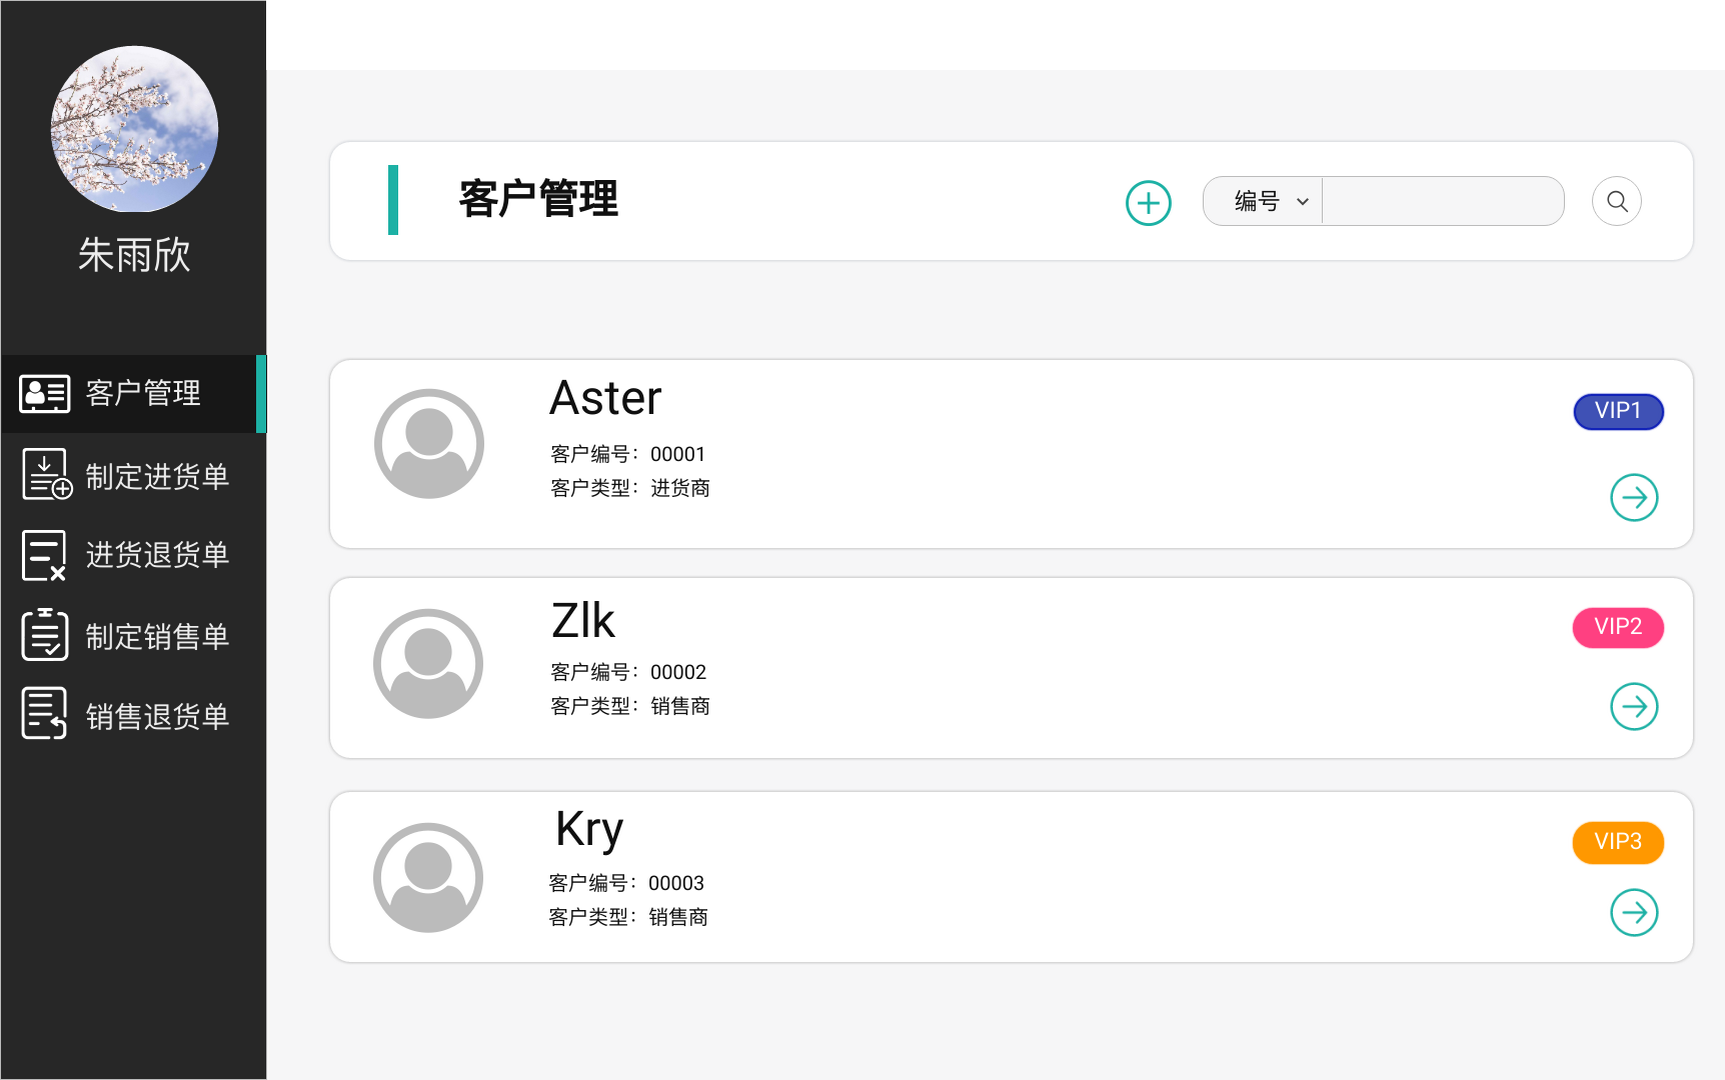 朱雨欣
客户管理
制定进货单
进货退货单
制定销售单
销售退货单
客户管理
编号
Aster
客户编号：00001
客户类型：进货商
VIP1
Zlk
客户编号：00002
客户类型：销售商
VIP2
Kry
客户编号：00003
客户类型：销售商
VIP3